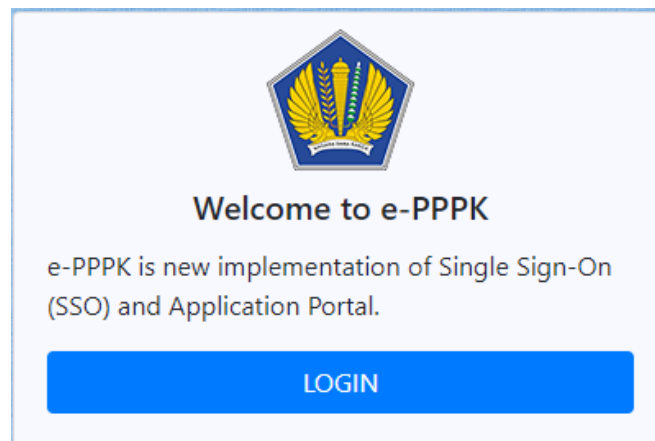 Welcome to e-PPPK
e-PPPK is new implementation of Single Sign-On
(SSO) and Application Portal.
LOGIN